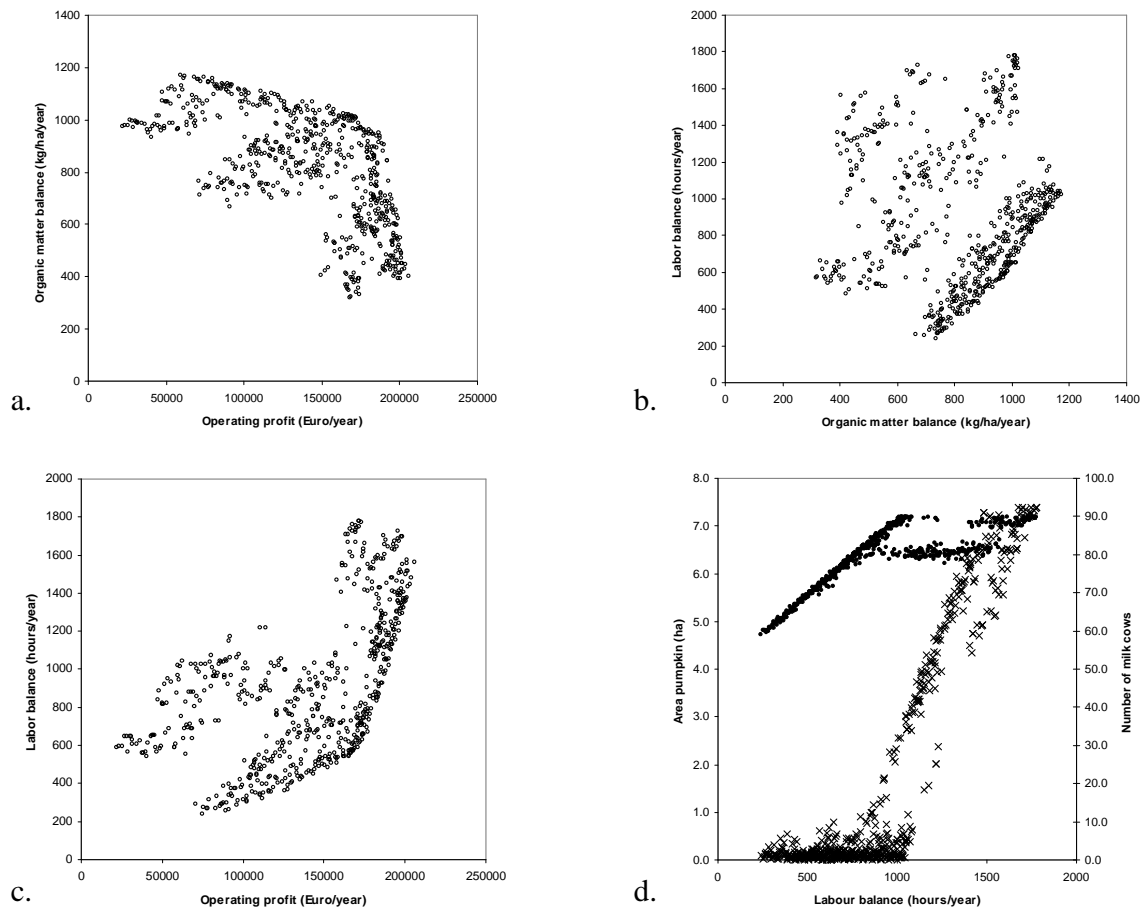 1400
1200
1000
800
600
400
200
0
Organic matter balance (kg/ha/year)
0 50000 100000 150000 200000 250000
Operating profit (Euro/year)
a.
2000
1800
1600
1400
1200
1000
800
600
400
200
0
Labor balance (hours/year)
0 200 400 600 800 1000 1200 1400
Organic matter balance (kg/ha/year)
b.
2000
1800
1600
1400
1200
1000
800
600
400
200
0
Labor balance (hours/year)
0 50000 100000 150000 200000 250000
Operating profit (Euro/year)
c.
8.0
7.0
6.0
5.0
4.0
3.0
2.0
1.0
0.0
Area pumpkin (ha)
100.0
90.0
80.0
70.0
60.0
50.0
40.0
30.0
20.0
10.0
0.0
Number of milk cows
0 500 1000 1500 2000
Labour balance (hours/year)
d.